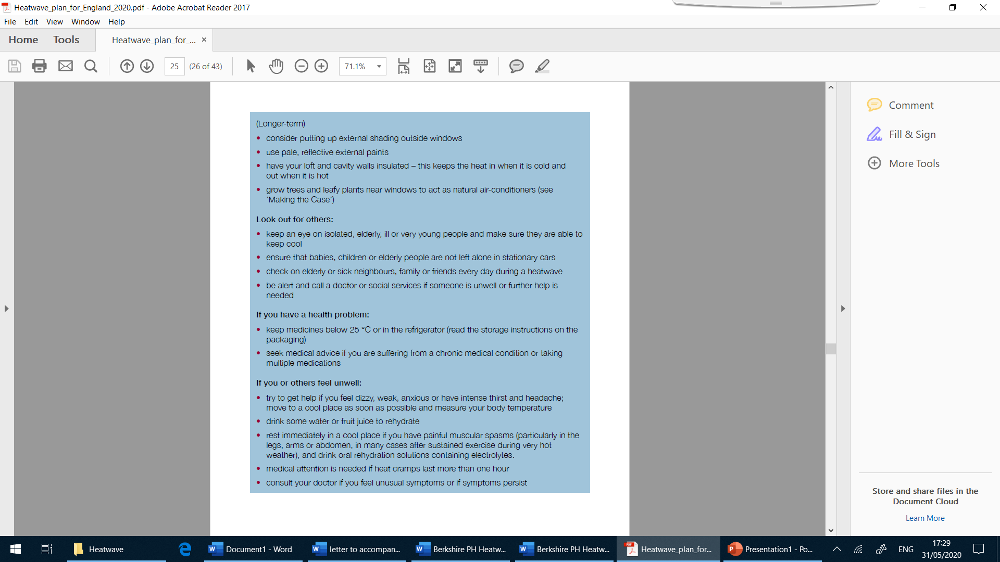 Heatwave_plan_for_England_2020.pdf - Adobe Acrobat Reader 2017
File Edit View Window Help
Home Tools Heatwave_plan_for_... ×
25 (26 of 43) 71.1%
(Longer-term)
• consider putting up external shading outside windows
• use pale, reflective external paints
• have your loft and cavity walls insulated – this keeps the heat in when it is cold and
out when it is hot
• grow trees and leafy plants near windows to act as natural air-conditioners (see
'Making the Case')
Look out for others:
• keep an eye on isolated, elderly, ill or very young people and make sure they are able to
keep cool
• ensure that babies, children or elderly people are not left alone in stationary cars
• check on elderly or sick neighbours, family or friends every day during a heatwave
• be alert and call a doctor or social services if someone is unwell or further help is
needed
If you have a health problem:
• keep medicines below 25 °C or in the refrigerator (read the storage instructions on the
packaging)
• seek medical advice if you are suffering from a chronic medical condition or taking
multiple medications
If you or others feel unwell:
• try to get help if you feel dizzy, weak, anxious or have intense thirst and headache;
move to a cool place as soon as possible and measure your body temperature
• drink some water or fruit juice to rehydrate
• rest immediately in a cool place if you have painful muscular spasms (particularly in the
legs, arms or abdomen, in many cases after sustained exercise during very hot
weather), and drink oral rehydration solutions containing electrolytes.
• medical attention is needed if heat cramps last more than one hour
• consult your doctor if you feel unusual symptoms or if symptoms persist
Comment
Fill & Sign
More Tools
Store and share files in the
Document Cloud
Learn More
Heatwave Document1 - Word letter to accompan... Berkshire PH Heatw... Berkshire PH Heatw... Heatwave_plan_for... Presentation1 - Po... ENG 17:29
31/05/2020